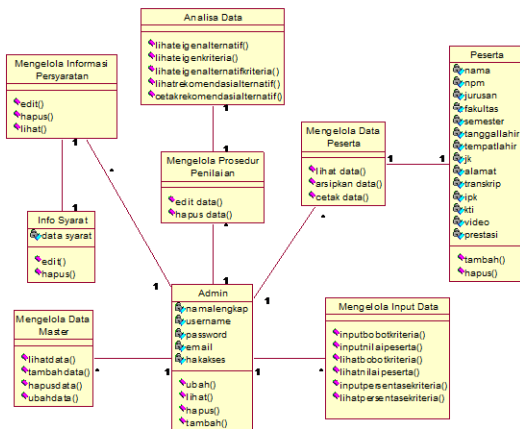 Analisa Data
lihateigenalternatif()
lihateigenkriteria()
lihateigenalternatifkriteria()
lihatrekomendasialternatif()
cetakrekomendasialternatif()
Mengelola Informasi
Persyaratan
edit()
hapus()
lihat()
Peserta
nama
npm
jurusan
fakultas
semester
tanggallahir
tempatlahir
jk
alamat
transkrip
ipk
kti
video
prestasi
tambah()
hapus()
Mengelola Data
Peserta
lihat data()
arsipkan data()
cetak data()
Mengelola Prosedur
Penilaian
edit data()
hapus data()
Info Syarat
data syarat
edit()
hapus()
Admin
namalengkap
username
password
email
hakakses
ubah()
lihat()
hapus()
tambah()
Mengelola Data
Master
lihatdata()
tambahdata()
hapusdata()
ubahdata()
Mengelola Input Data
inputbobotkriteria()
inputnilaipeserta()
lihatbobotkriteria()
lihatnilaipeserta()
inputpersentasekriteria()
lihatpersentasekriteria()
1
1
*
1
1
1
*
1
*
1
1
1
*
1
1
*